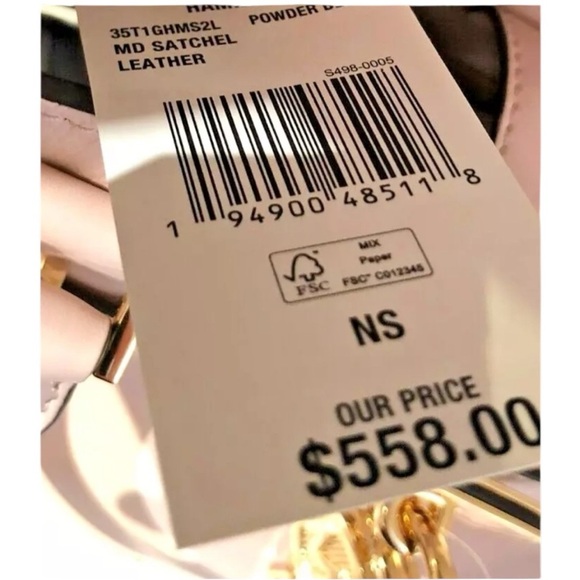 35T1GHMS2L POWDER
MD SATCHEL
LEATHER
S498-0005
1 94900 48511 8
MIX
Paper
FSC™ C012345
FSC
NS
OUR PRICE
$558.00